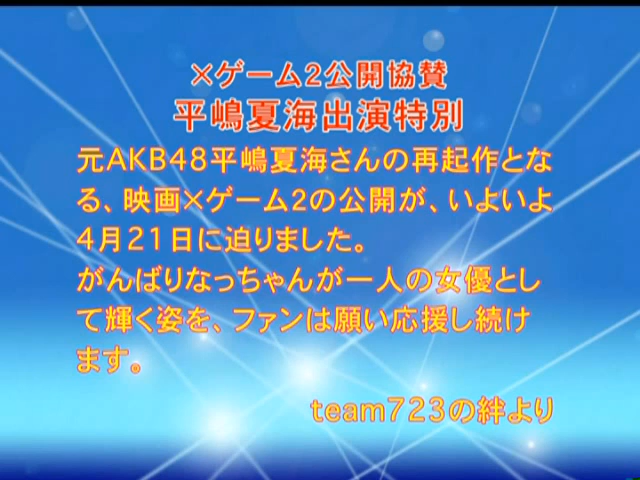 ×ゲーム2公開協賛
平嶋夏海出演特別
元AKB48平嶋夏海さんの再起作とな
る、映画×ゲーム2の公開が、いよいよ
4月21日に迫りました。
がんばりなっちゃんが一人の女優とし
て輝く姿を、ファンは願い応援し続け
ます。
team723の絆より